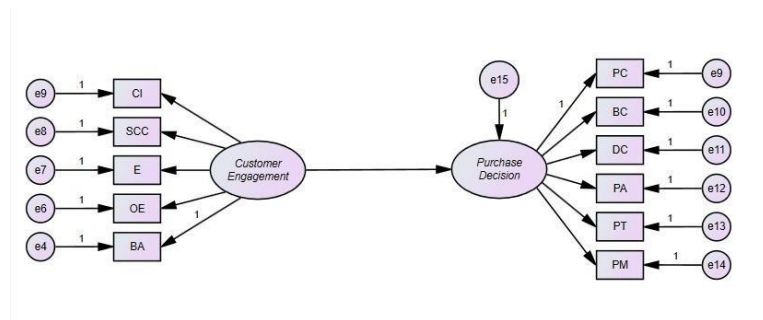 e9 1 CI
e8 1 SCC
e7 1 E
e6 1 OE
e4 1 BA
1
Customer
Engagement
e15
1
Purchase
Decision
1
PC 1 e9
BC 1 e10
DC 1 e11
PA 1 e12
PT 1 e13
PM 1 e14